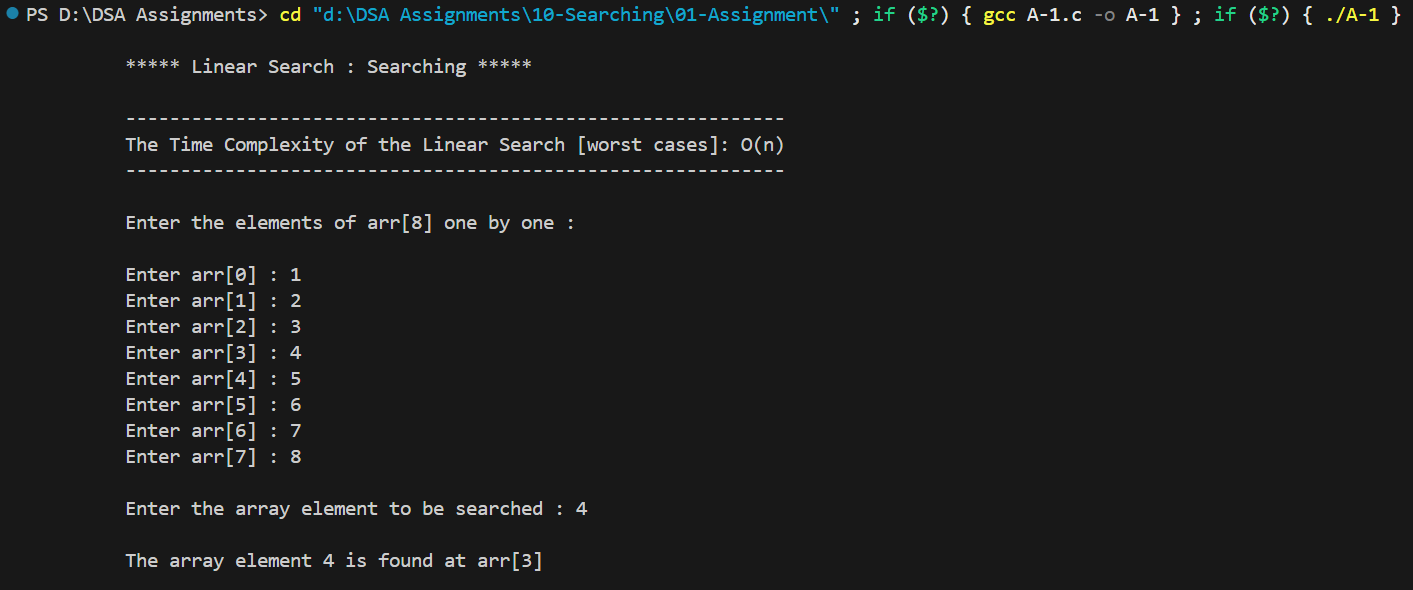 PS D:\DSA Assignments> cd "d:\DSA Assignments\10-Searching\01-Assignment\" ; if ($?) { gcc A-1.c -o A-1 } ; if ($?) { ./A-1 }
***** Linear Search : Searching *****
------------------------------------------------------------
The Time Complexity of the Linear Search [worst cases]: O(n)
------------------------------------------------------------
Enter the elements of arr[8] one by one :
Enter arr[0] : 1
Enter arr[1] : 2
Enter arr[2] : 3
Enter arr[3] : 4
Enter arr[4] : 5
Enter arr[5] : 6
Enter arr[6] : 7
Enter arr[7] : 8
Enter the array element to be searched : 4
The array element 4 is found at arr[3]